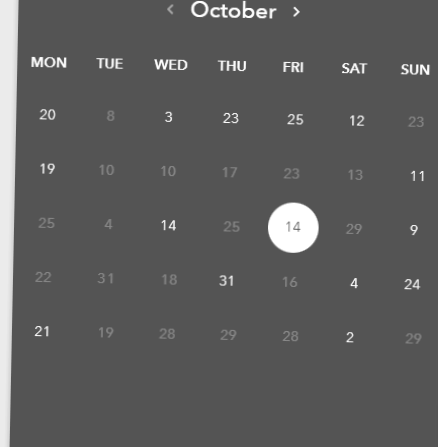 ‹ October ›
MON TUE WED THU FRI SAT SUN
20 8 3 23 25 12 23
19 10 10 17 23 13 11
25 4 14 25 14 29 9
22 31 18 31 16 4 24
21 19 28 29 28 2 29